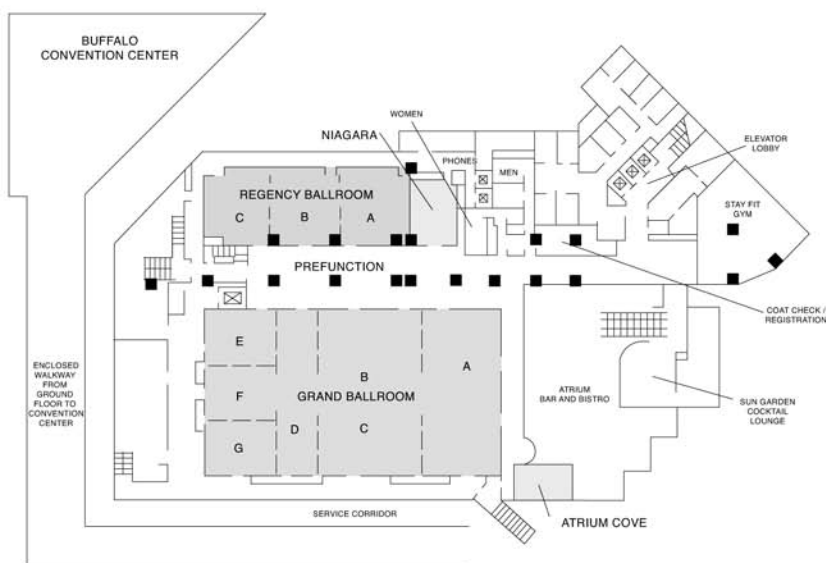 BUFFALO
CONVENTION CENTER
WOMEN
NIAGARA
PHONES
MEN
ELEVATOR
LOBBY
REGENCY BALLROOM
C
B
A
STAY FIT
GYM
PREFUNCTION
COAT CHECK /
REGISTRATION
E
F
G
D
B
C
A
GRAND BALLROOM
ENCLOSED
WALKWAY
FROM
GROUND
FLOOR TO
CONVENTION
CENTER
ATRIUM
BAR AND BISTRO
SUN GARDEN
COCKTAIL
LOUNGE
SERVICE CORRIDOR
ATRIUM COVE